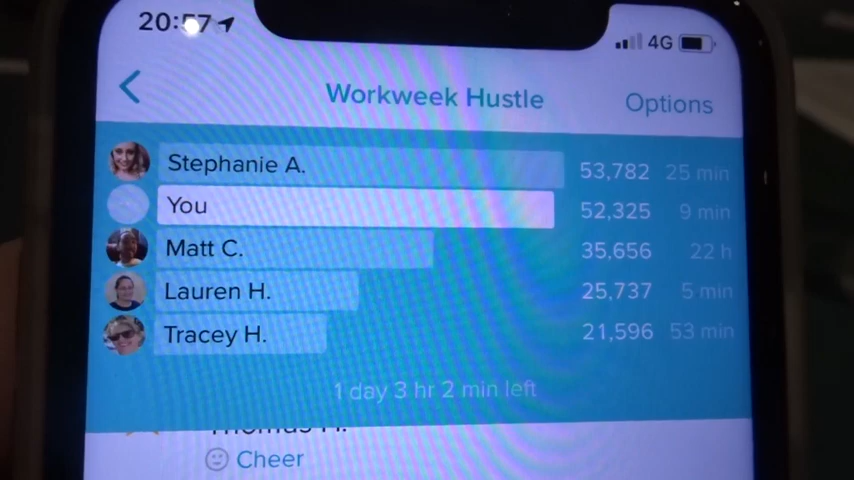 20:57
4G
Workweek Hustle
Options
Stephanie A. 53,782 25 min
You 52,325 9 min
Matt C. 35,656 22 h
Lauren H. 25,737 5 min
Tracey H. 21,596 53 min
1 day 3 hr 2 min left
Thomas H.
Cheer